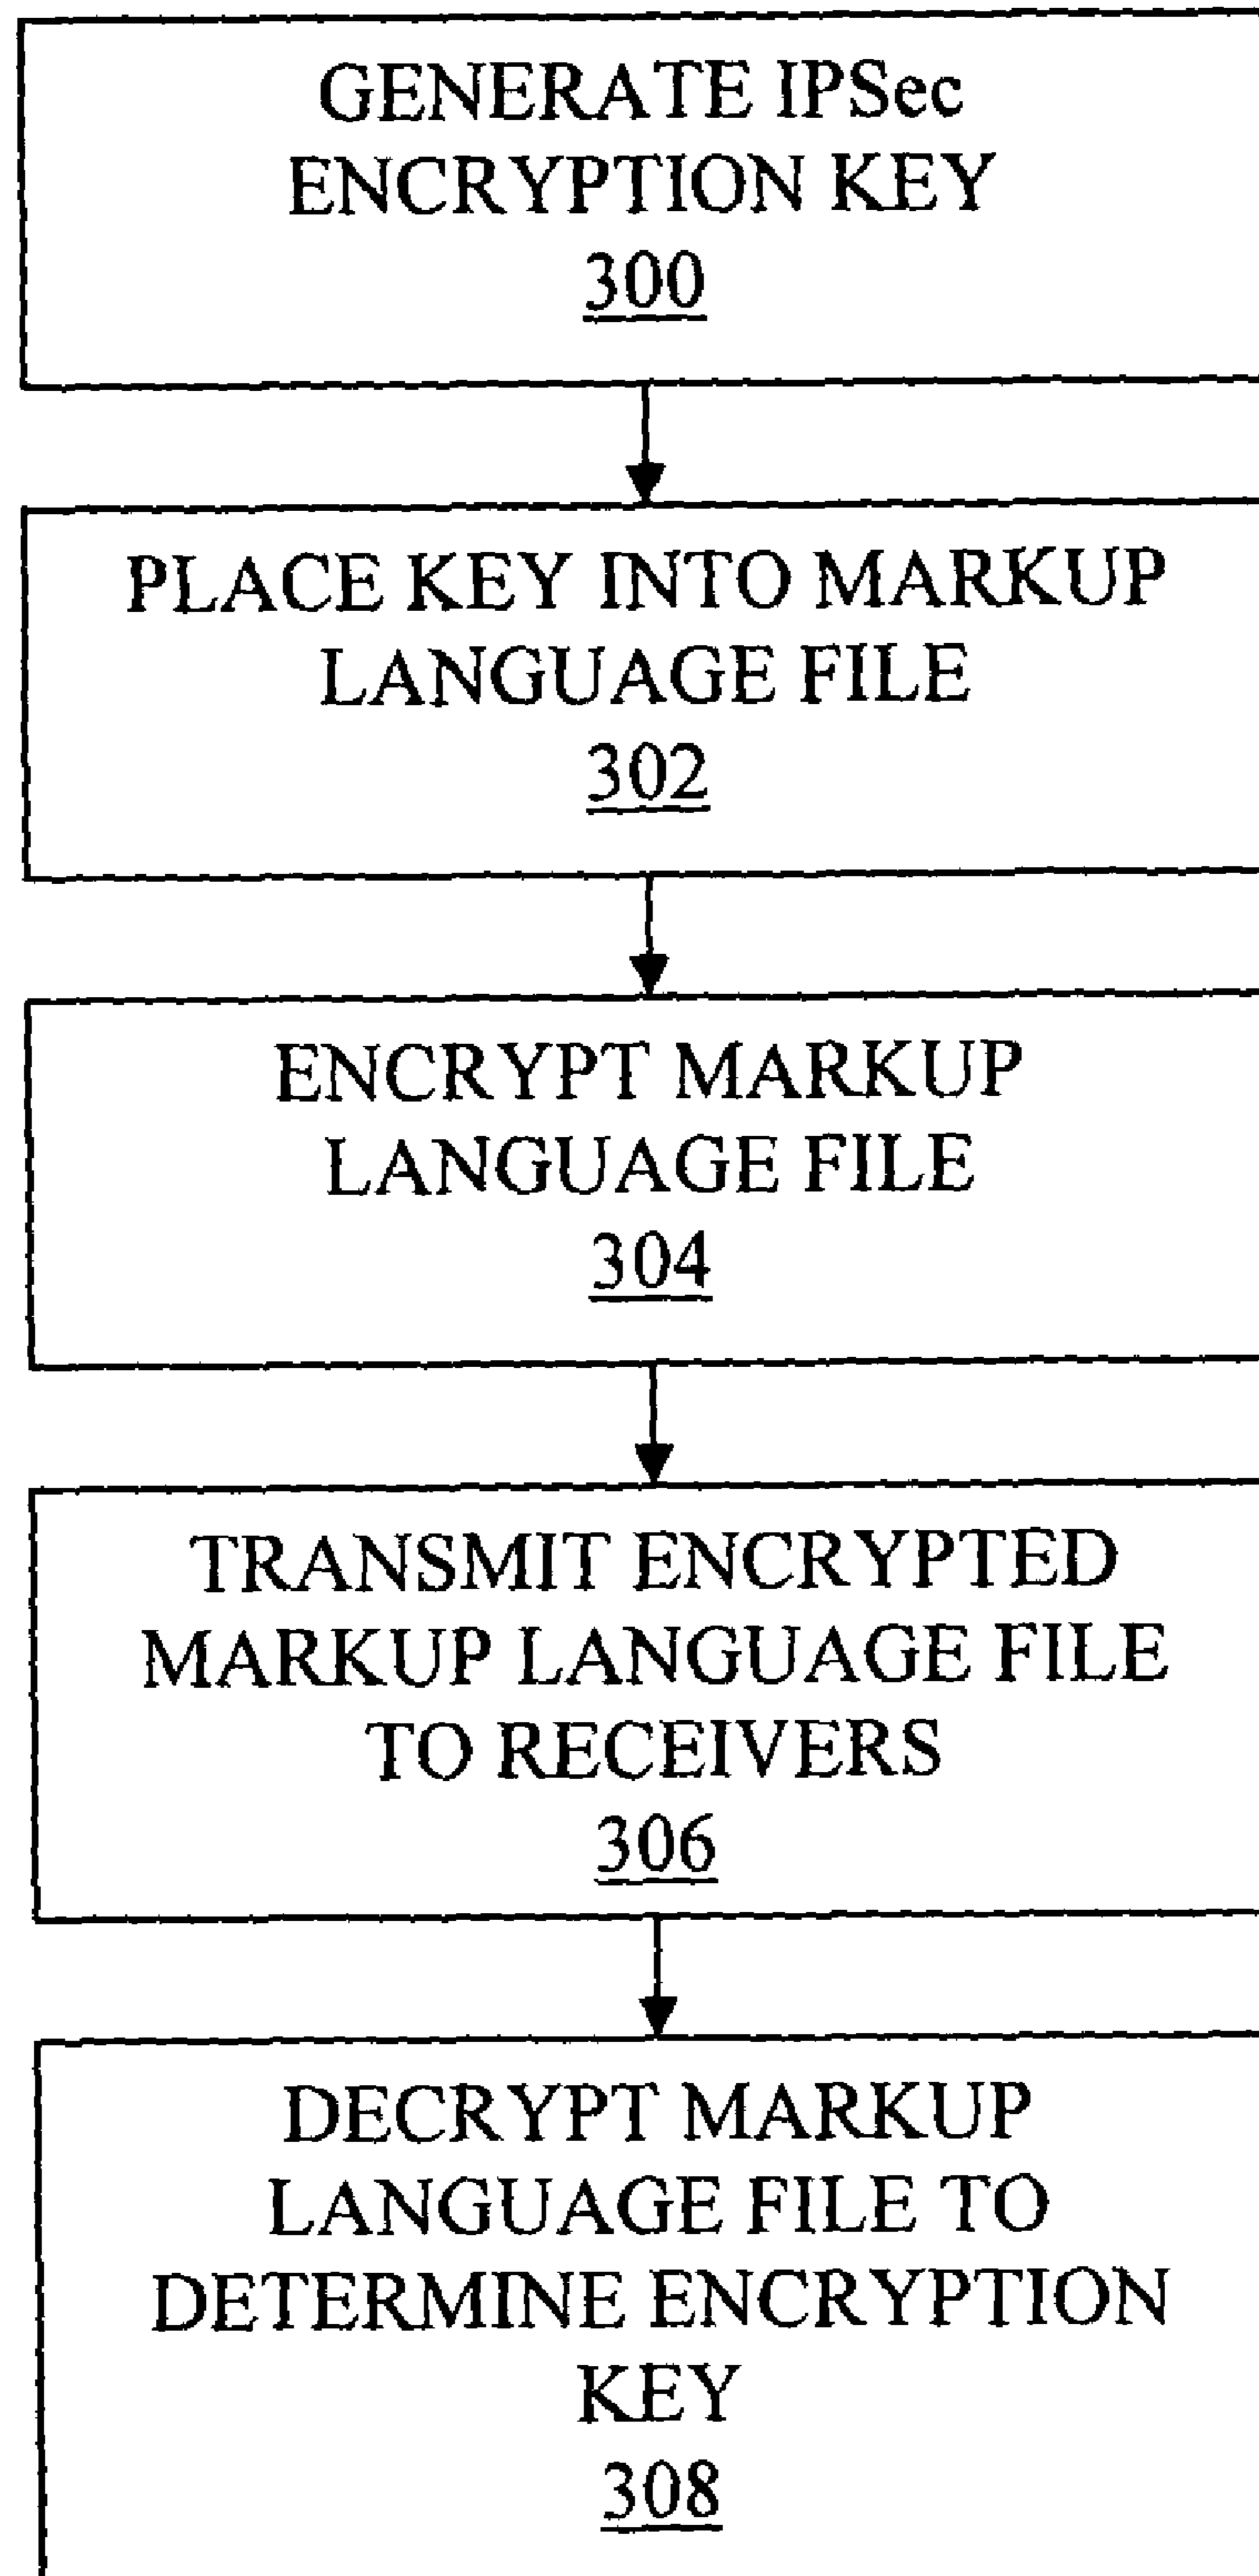 GENERATE IPSec
ENCRYPTION KEY
300
PLACE KEY INTO MARKUP
LANGUAGE FILE
302
ENCRYPT MARKUP
LANGUAGE FILE
304
TRANSMIT ENCRYPTED
MARKUP LANGUAGE FILE
TO RECEIVERS
306
DECRYPT MARKUP
LANGUAGE FILE TO
DETERMINE ENCRYPTION
KEY
308